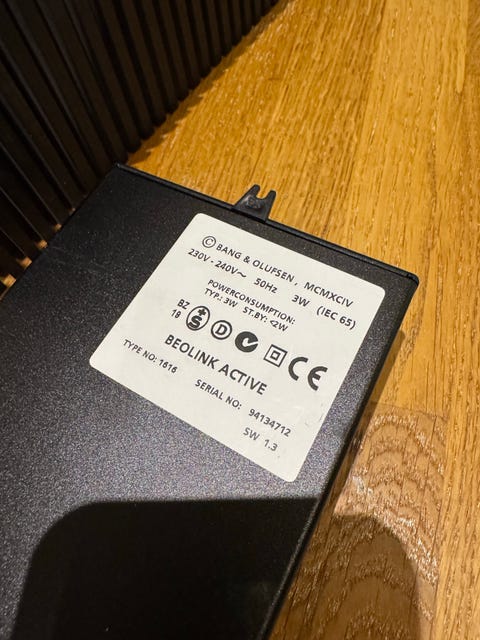 © BANG & OLUFSEN, MCMXCIV
230V - 240V~ 50Hz 3W (IEC 65)
POWERCONSUMPTION:
TYP.: 3W ST.BY: <2W
BZ
19
S D CE
BEOLINK ACTIVE
TYPE NO: 1616
SERIAL NO: 94134712
SW 1.3